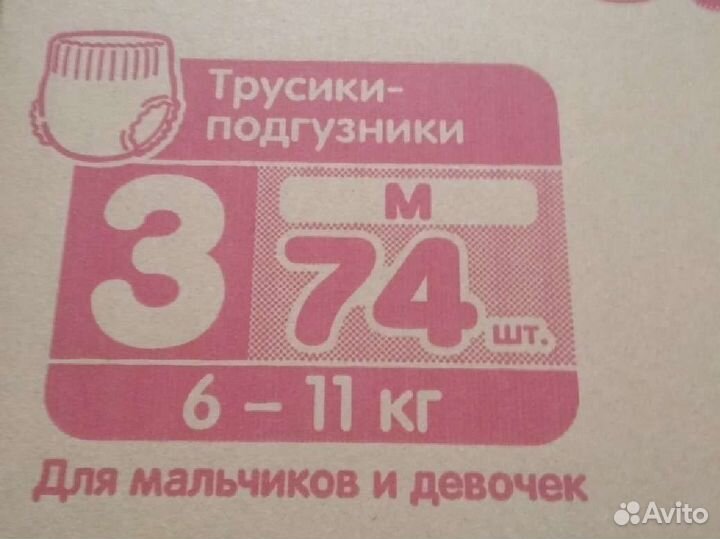 Трусики-
подгузники
3
M
74 шт.
6 – 11 кг
Для мальчиков и девочек
Avito